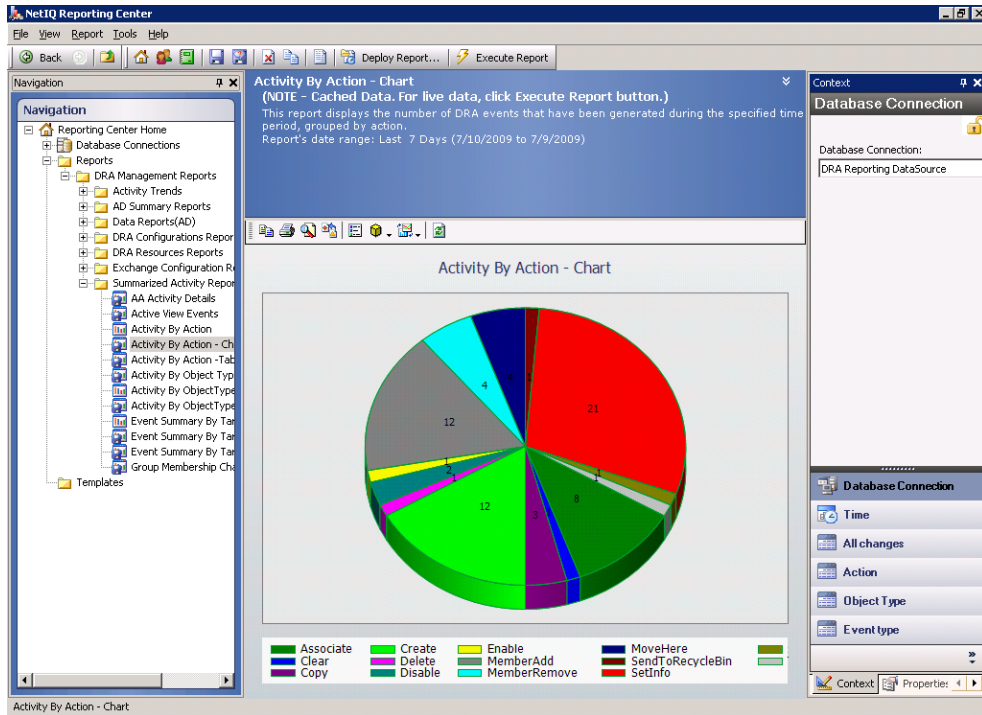 NetIQ Reporting Center
File View Report Tools Help
Back Deploy Report... Execute Report
Navigation
Navigation
Reporting Center Home
Database Connections
Reports
DRA Management Reports
Activity Trends
AD Summary Reports
Data Reports(AD)
DRA Configurations Repor
DRA Resources Reports
Exchange Configuration R
Summarized Activity Repor
AA Activity Details
Active View Events
Activity By Action
Activity By Action - Ch
Activity By Action -Tab
Activity By Object Typ
Activity By ObjectType
Activity By ObjectType
Event Summary By Tar
Event Summary By Tar
Event Summary By Tar
Group Membership Cha
Templates
Activity By Action - Chart
(NOTE - Cached Data. For live data, click Execute Report button.)
This report displays the number of DRA events that have been generated during the specified time
period, grouped by action.
Report's date range: Last 7 Days (7/10/2009 to 7/9/2009)
Activity By Action - Chart
4
4
1
21
12
1
2
1
12
3
8
1
1
Associate Create Enable MoveHere
Clear Delete MemberAdd SendToRecycleBin
Copy Disable MemberRemove SetInfo
Context
Database Connection
Database Connection:
DRA Reporting DataSource
Database Connection
Time
All changes
Action
Object Type
Event type
Context Properties
Activity By Action - Chart